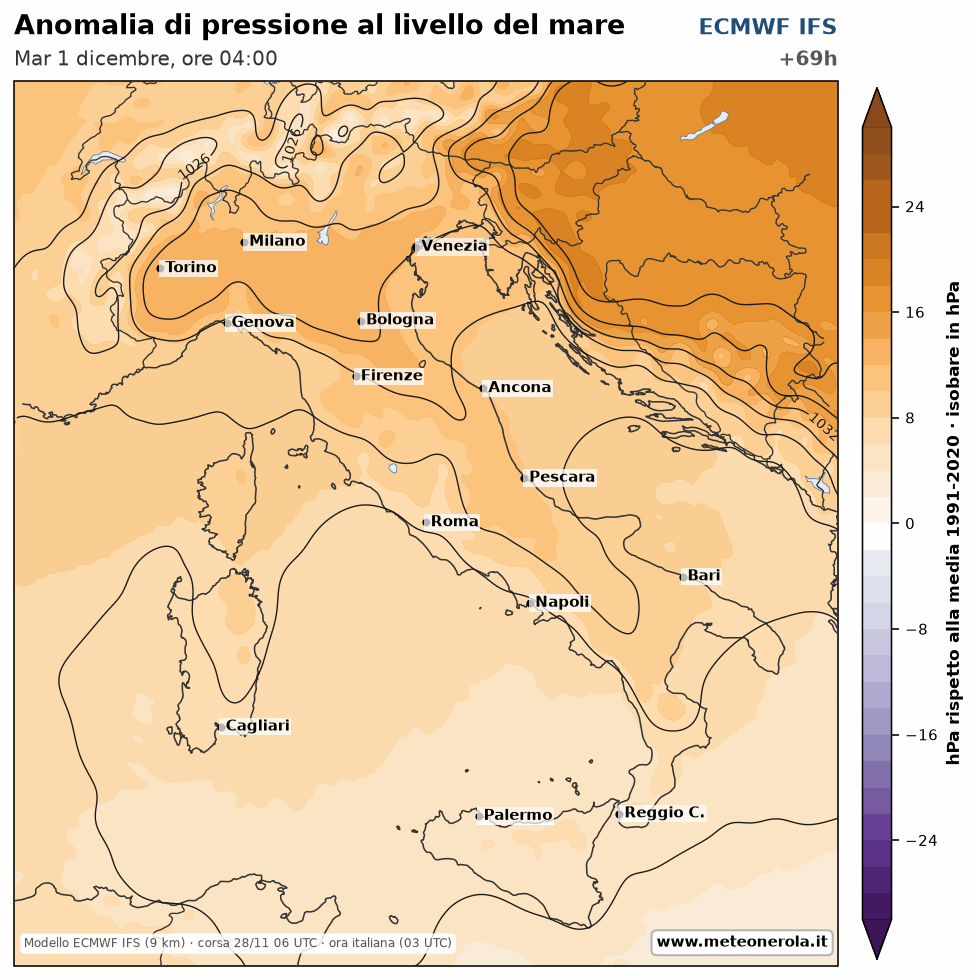 Anomalia di pressione al livello del mare
ECMWF IFS
Mar 1 dicembre, ore 04:00
+69h
1026
1026
Milano
Venezia
Torino
Genova
Bologna
Firenze
Ancona
1032
Pescara
Roma
Bari
Napoli
Cagliari
Palermo
Reggio C.
24
16
8
0
−8
−16
−24
hPa rispetto alla media 1991-2020 · isobare in hPa
Modello ECMWF IFS (9 km) · corsa 28/11 06 UTC · ora italiana (03 UTC)
www.meteonerola.it